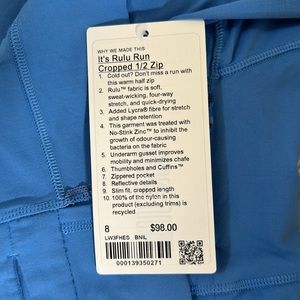 WHY WE MADE THIS
It's Rulu Run
Cropped 1/2 Zip
1. Cold out? Don't miss a run with
this warm half zip
2. Rulu™ fabric is soft,
sweat-wicking, four-way
stretch, and quick-drying
3. Added Lycra® fibre for stretch
and shape retention
4. This garment was treated with
No-Stink Zinc™ to inhibit the
growth of odour-causing
bacteria on the fabric
5. Underarm gusset improves
mobility and minimizes chafe
6. Thumbholes and Cuffins™
7. Zippered pocket
8. Reflective details
9. Slim fit, cropped length
10. 100% of the nylon in this
product (excluding trims) is
recycled
8 $98.00
LW3FHES BNIL
000139350271